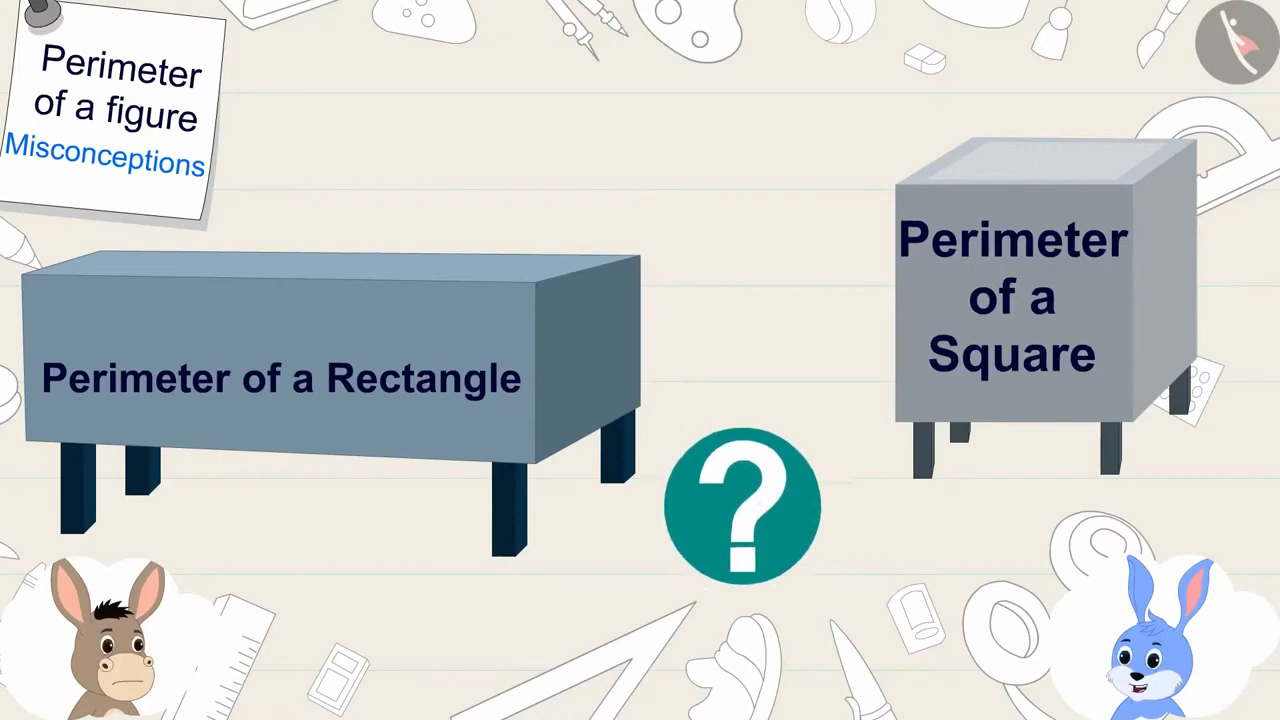 Perimeter
of a figure
Misconceptions
Perimeter of a Rectangle
Perimeter
of a
Square
?